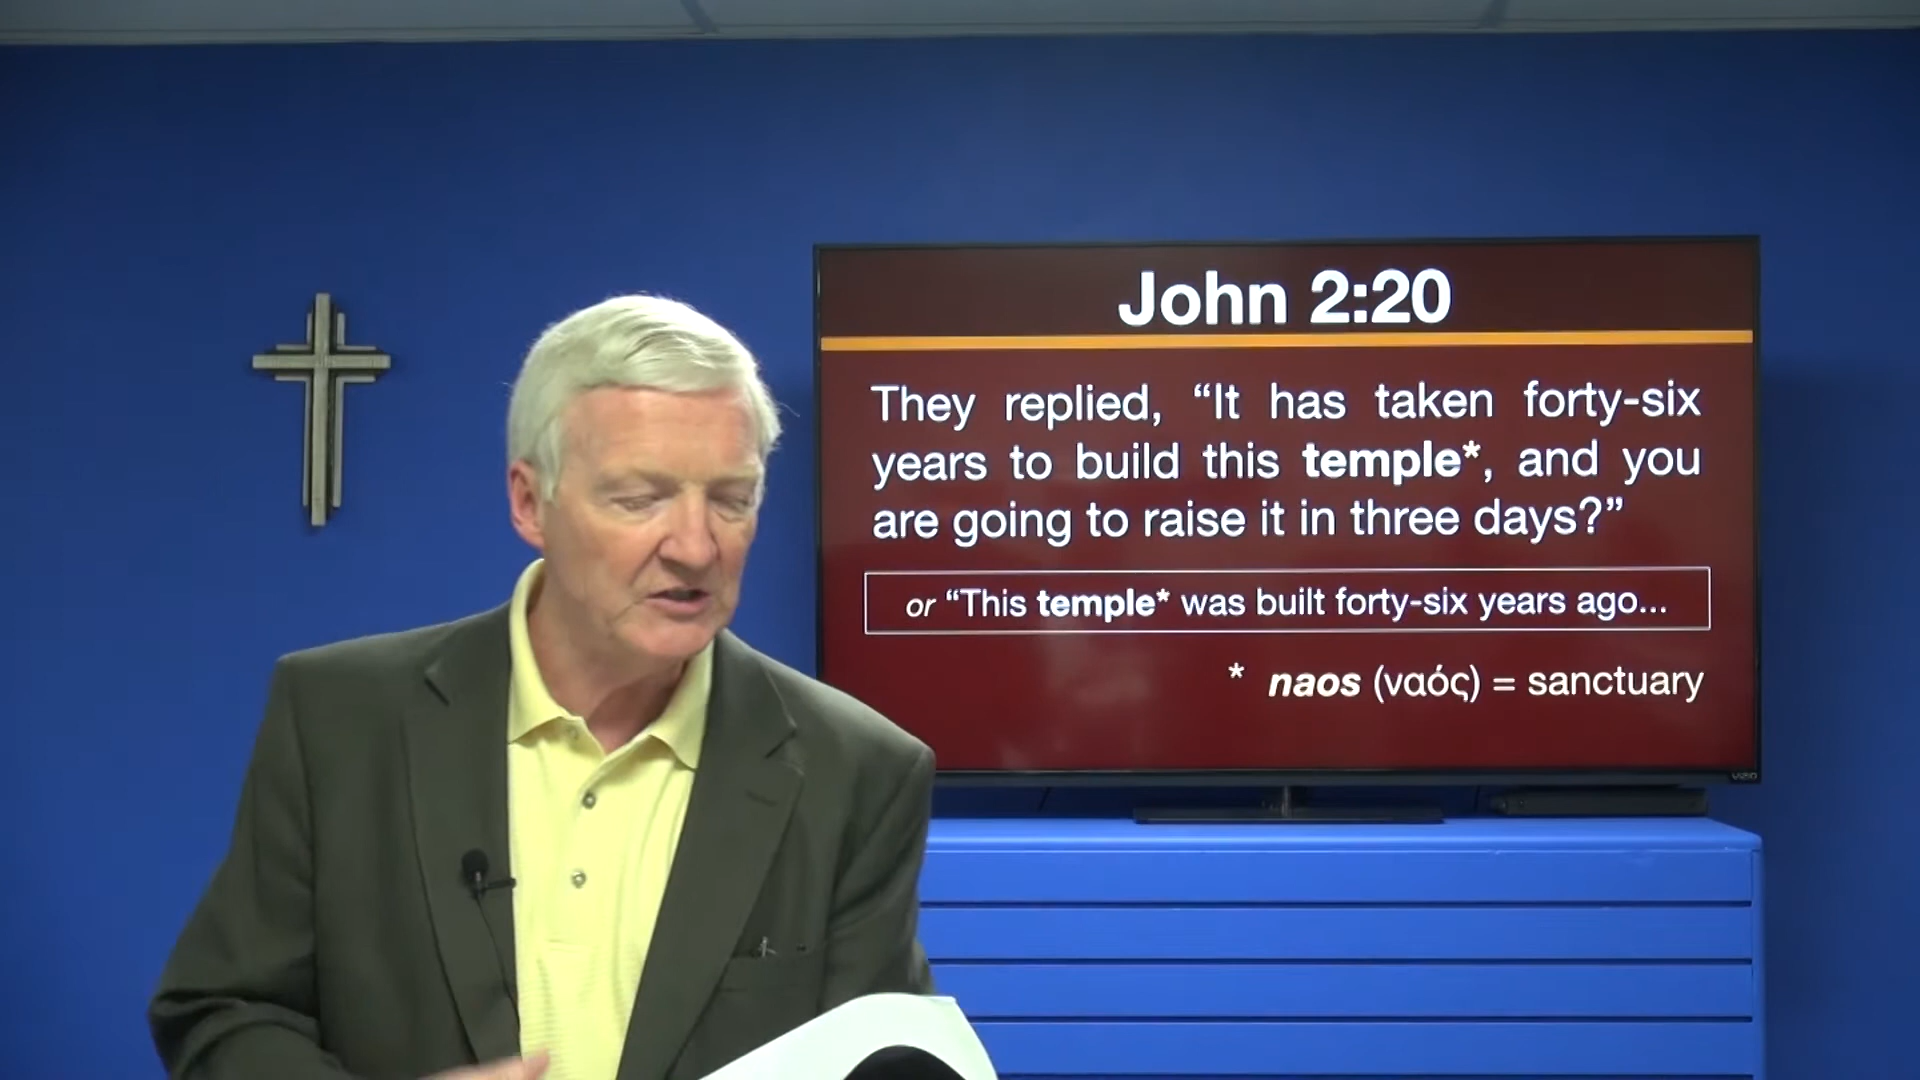 John 2:20
They replied, “It has taken forty-six
years to build this temple*, and you
are going to raise it in three days?”
or “This temple* was built forty-six years ago...
* naos (ναός) = sanctuary
VIZIO